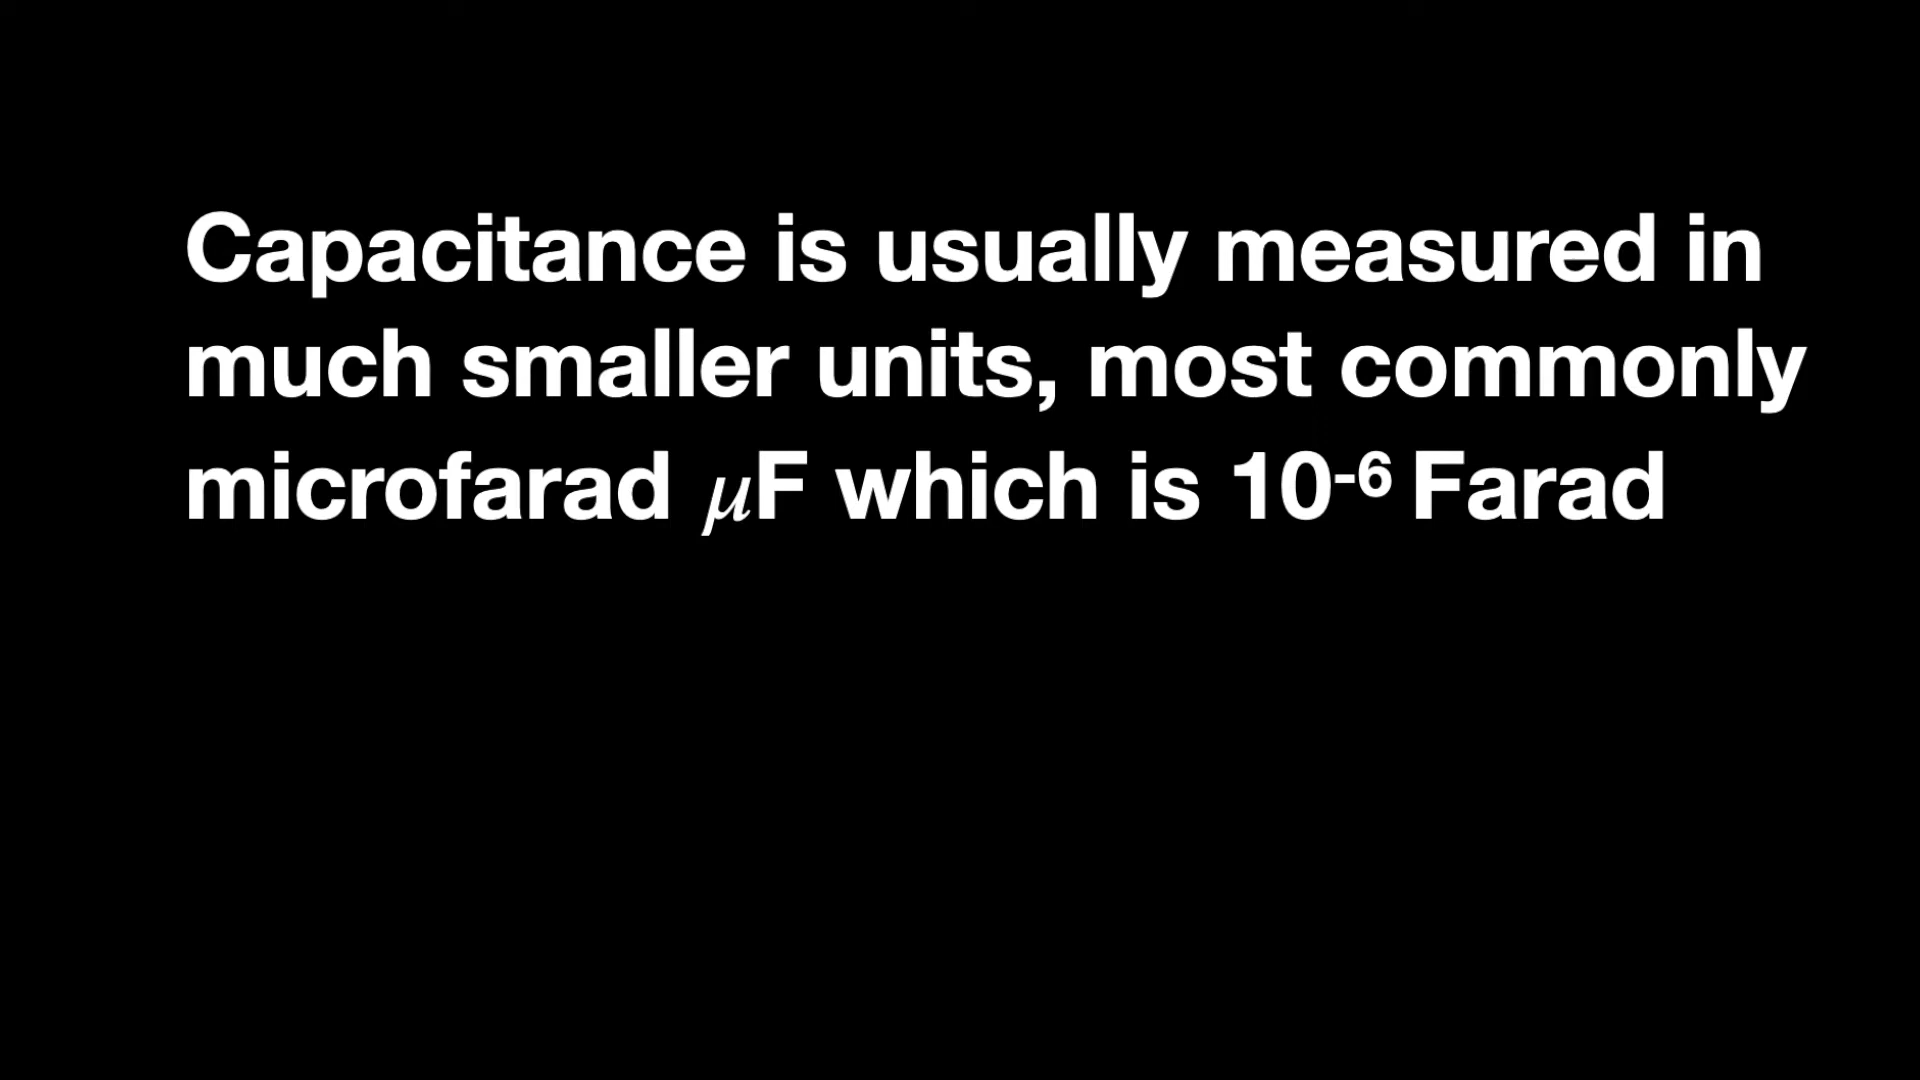 Capacitance is usually measured in
much smaller units, most commonly
microfarad 𝜇F which is 10⁻⁶ Farad